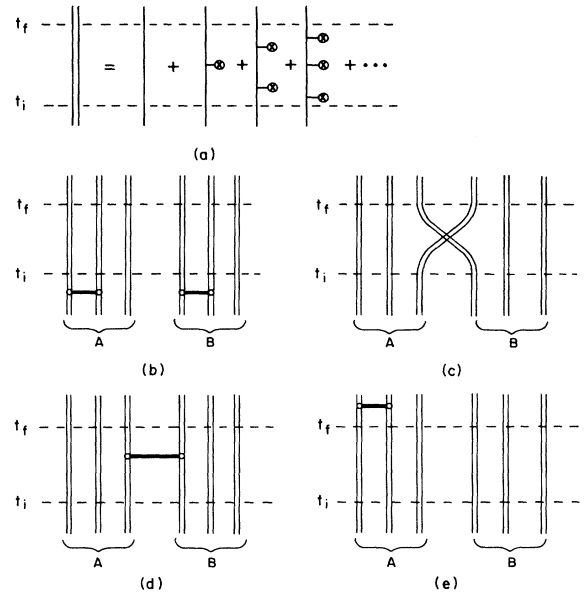 t_f
= + + + + • • •
t_i
(a)
t_f
t_i
A B
(b)
t_f
t_i
A B
(c)
t_f
t_i
A B
(d)
t_f
t_i
A B
(e)